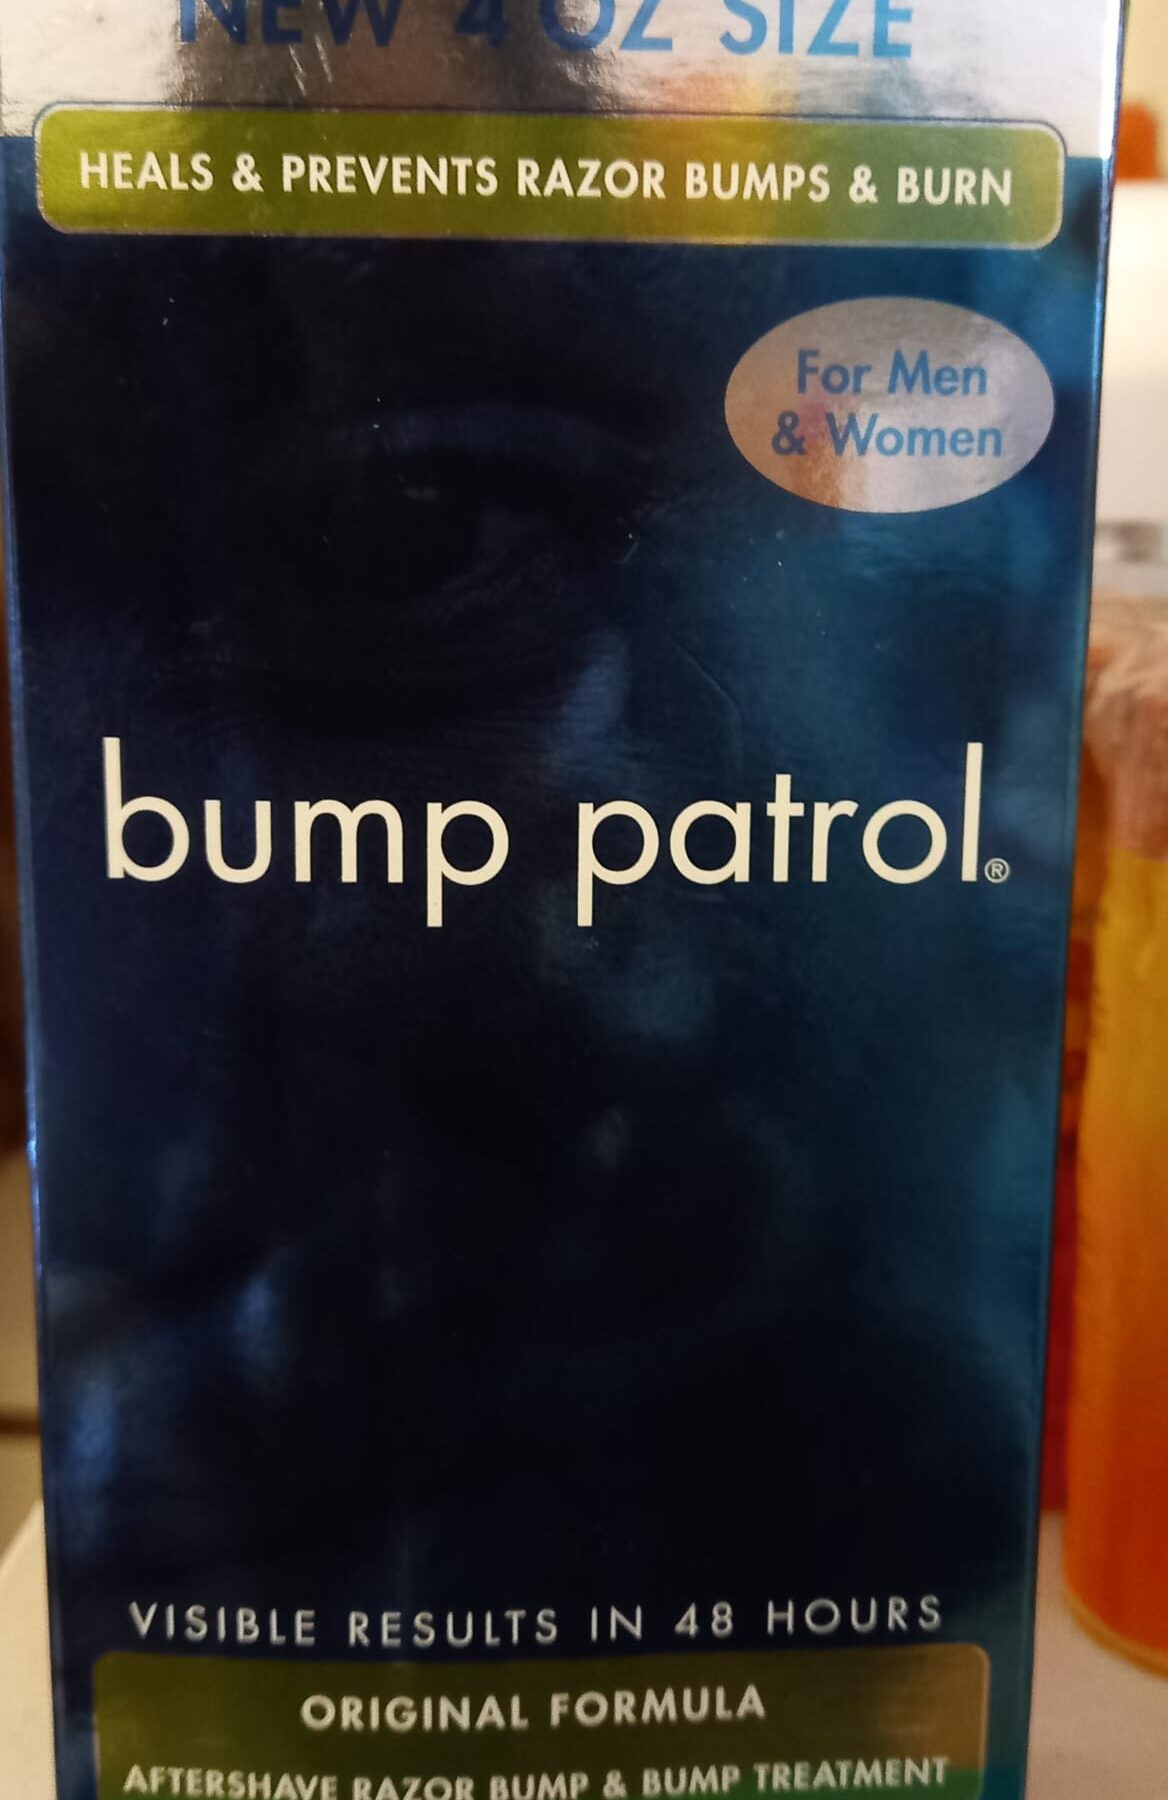 NEW 4 OZ SIZE
HEALS & PREVENTS RAZOR BUMPS & BURN
For Men
& Women
bump patrol®
VISIBLE RESULTS IN 48 HOURS
ORIGINAL FORMULA
AFTERSHAVE RAZOR BUMP & BUMP TREATMENT